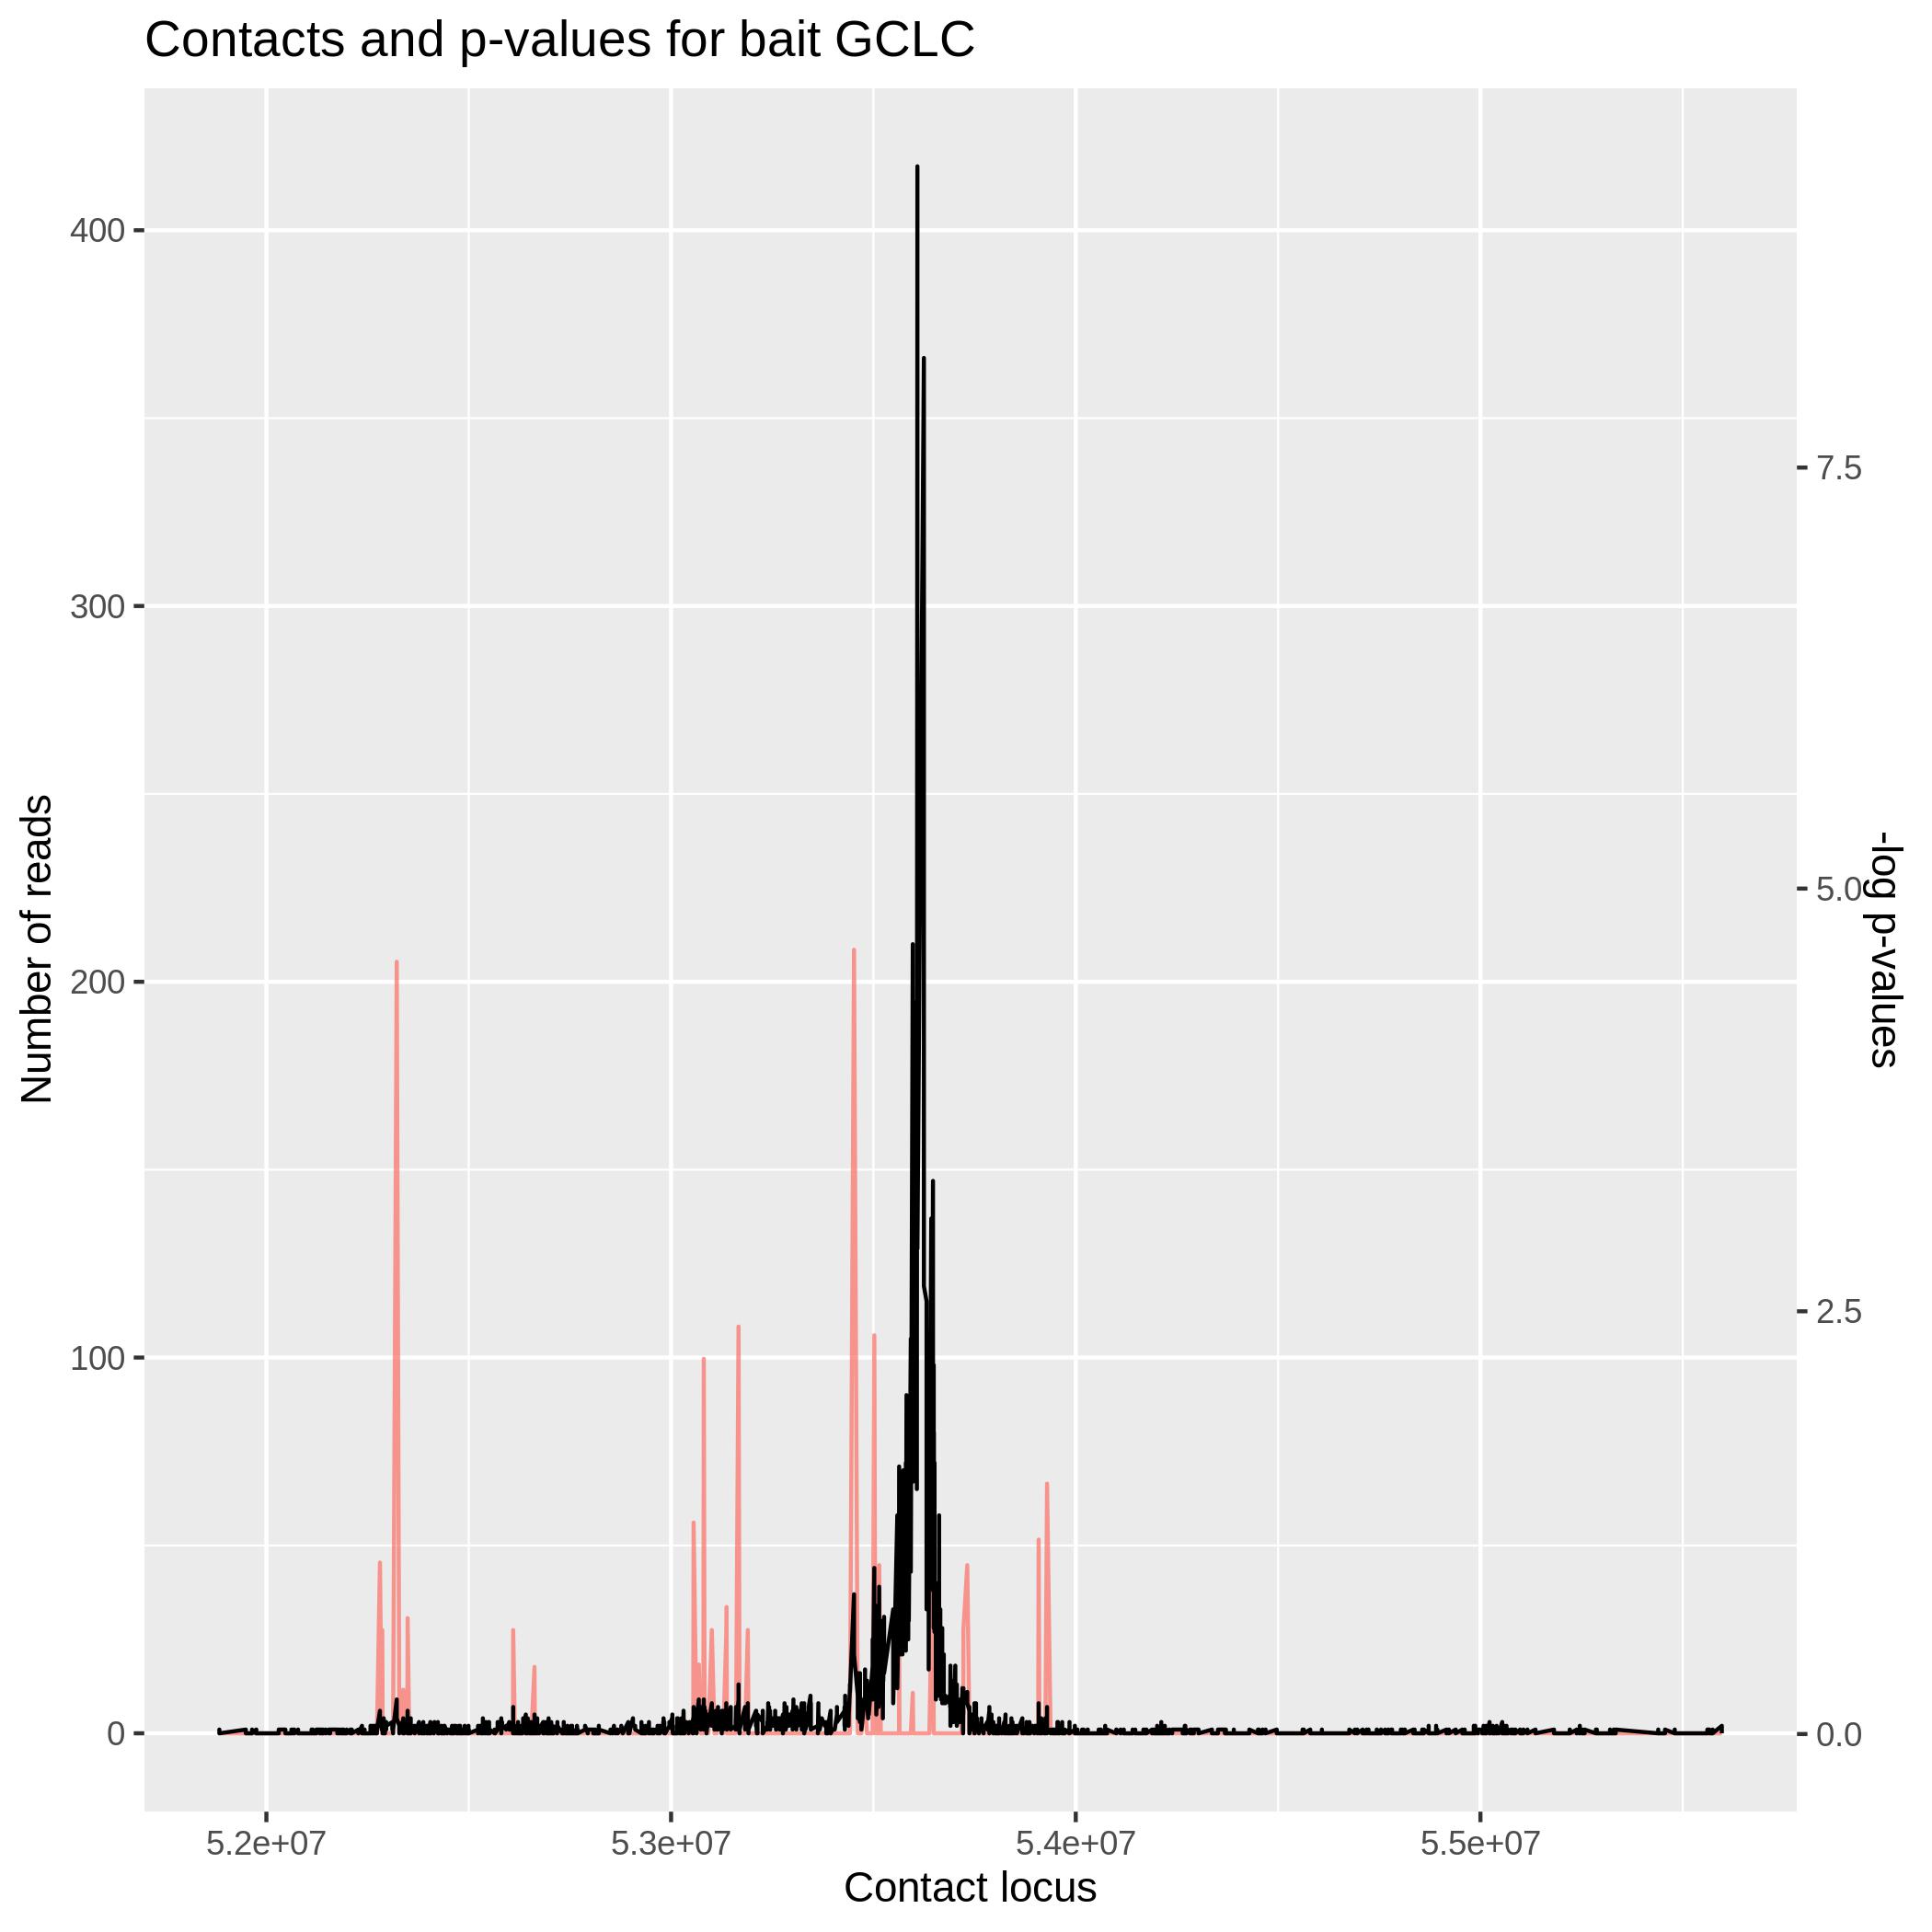 Contacts and p-values for bait GCLC
400
300
200
100
0
Number of reads
7.5
5.0
2.5
0.0
-log p-values
5.2e+07
5.3e+07
5.4e+07
5.5e+07
Contact locus